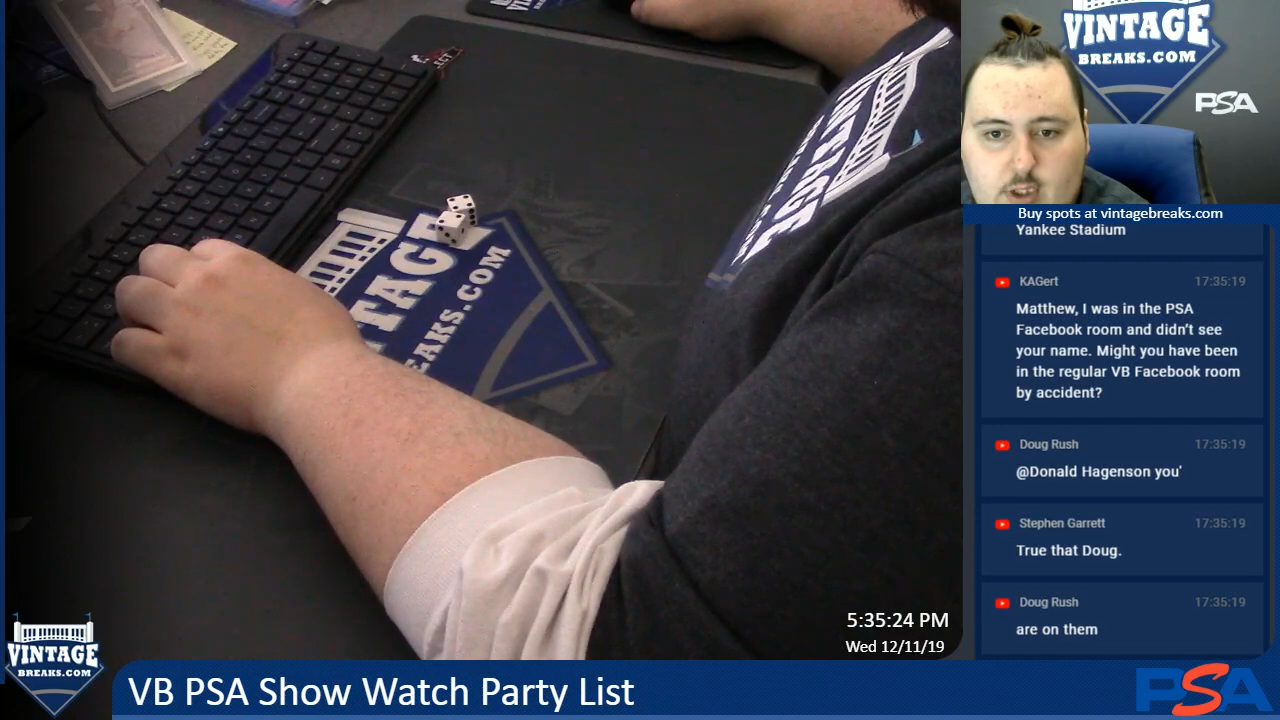 VINTAGE
BREAKS.COM
PSA
Buy spots at vintagebreaks.com
Yankee Stadium
KAGert 17:35:19
Matthew, I was in the PSA
Facebook room and didn't see
your name. Might you have been
in the regular VB Facebook room
by accident?
Doug Rush 17:35:19
@Donald Hagenson you'
Stephen Garrett 17:35:19
True that Doug.
Doug Rush 17:35:19
are on them
5:35:24 PM
Wed 12/11/19
VINTAGE
BREAKS.COM
VB PSA Show Watch Party List
PSA